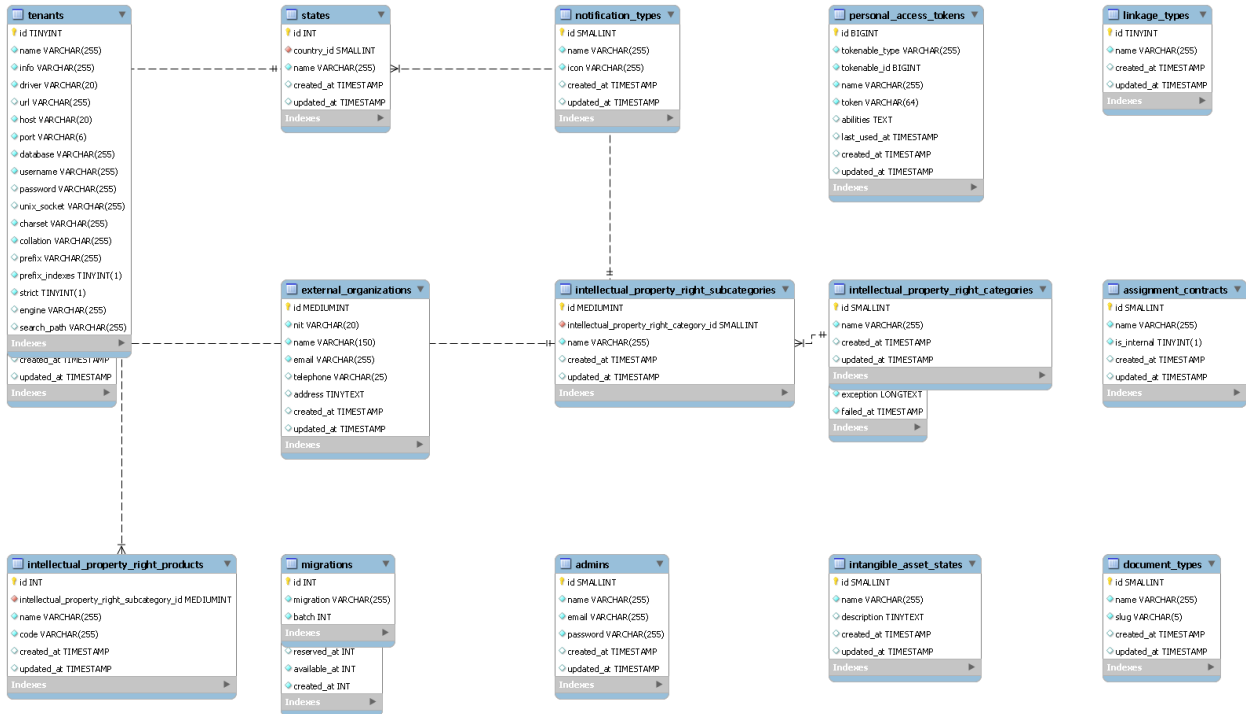 tenants
id TINYINT
name VARCHAR(255)
info VARCHAR(255)
driver VARCHAR(20)
url VARCHAR(255)
host VARCHAR(20)
port VARCHAR(6)
database VARCHAR(255)
username VARCHAR(255)
password VARCHAR(255)
unix_socket VARCHAR(255)
charset VARCHAR(255)
collation VARCHAR(255)
prefix VARCHAR(255)
prefix_indexes TINYINT(1)
strict TINYINT(1)
engine VARCHAR(255)
search_path VARCHAR(255)
Indexes
created_at TIMESTAMP
updated_at TIMESTAMP
Indexes
states
id INT
country_id SMALLINT
name VARCHAR(255)
created_at TIMESTAMP
updated_at TIMESTAMP
Indexes
notification_types
id SMALLINT
name VARCHAR(255)
icon VARCHAR(255)
created_at TIMESTAMP
updated_at TIMESTAMP
Indexes
personal_access_tokens
id BIGINT
tokenable_type VARCHAR(255)
tokenable_id BIGINT
name VARCHAR(255)
token VARCHAR(64)
abilities TEXT
last_used_at TIMESTAMP
created_at TIMESTAMP
updated_at TIMESTAMP
Indexes
linkage_types
id TINYINT
name VARCHAR(255)
created_at TIMESTAMP
updated_at TIMESTAMP
Indexes
external_organizations
id MEDIUMINT
nit VARCHAR(20)
name VARCHAR(150)
email VARCHAR(255)
telephone VARCHAR(25)
address TINYTEXT
created_at TIMESTAMP
updated_at TIMESTAMP
Indexes
intellectual_property_right_subcategories
id MEDIUMINT
intellectual_property_right_category_id SMALLINT
name VARCHAR(255)
created_at TIMESTAMP
updated_at TIMESTAMP
Indexes
intellectual_property_right_categories
id SMALLINT
name VARCHAR(255)
created_at TIMESTAMP
updated_at TIMESTAMP
Indexes
exception LONGTEXT
failed_at TIMESTAMP
Indexes
assignment_contracts
id SMALLINT
name VARCHAR(255)
is_internal TINYINT(1)
created_at TIMESTAMP
updated_at TIMESTAMP
Indexes
intellectual_property_right_products
id INT
intellectual_property_right_subcategory_id MEDIUMINT
name VARCHAR(255)
code VARCHAR(255)
created_at TIMESTAMP
updated_at TIMESTAMP
Indexes
migrations
id INT
migration VARCHAR(255)
batch INT
Indexes
reserved_at INT
available_at INT
created_at INT
Indexes
admins
id SMALLINT
name VARCHAR(255)
email VARCHAR(255)
password VARCHAR(255)
created_at TIMESTAMP
updated_at TIMESTAMP
Indexes
intangible_asset_states
id SMALLINT
name VARCHAR(255)
description TINYTEXT
created_at TIMESTAMP
updated_at TIMESTAMP
Indexes
document_types
id SMALLINT
name VARCHAR(255)
slug VARCHAR(5)
created_at TIMESTAMP
updated_at TIMESTAMP
Indexes